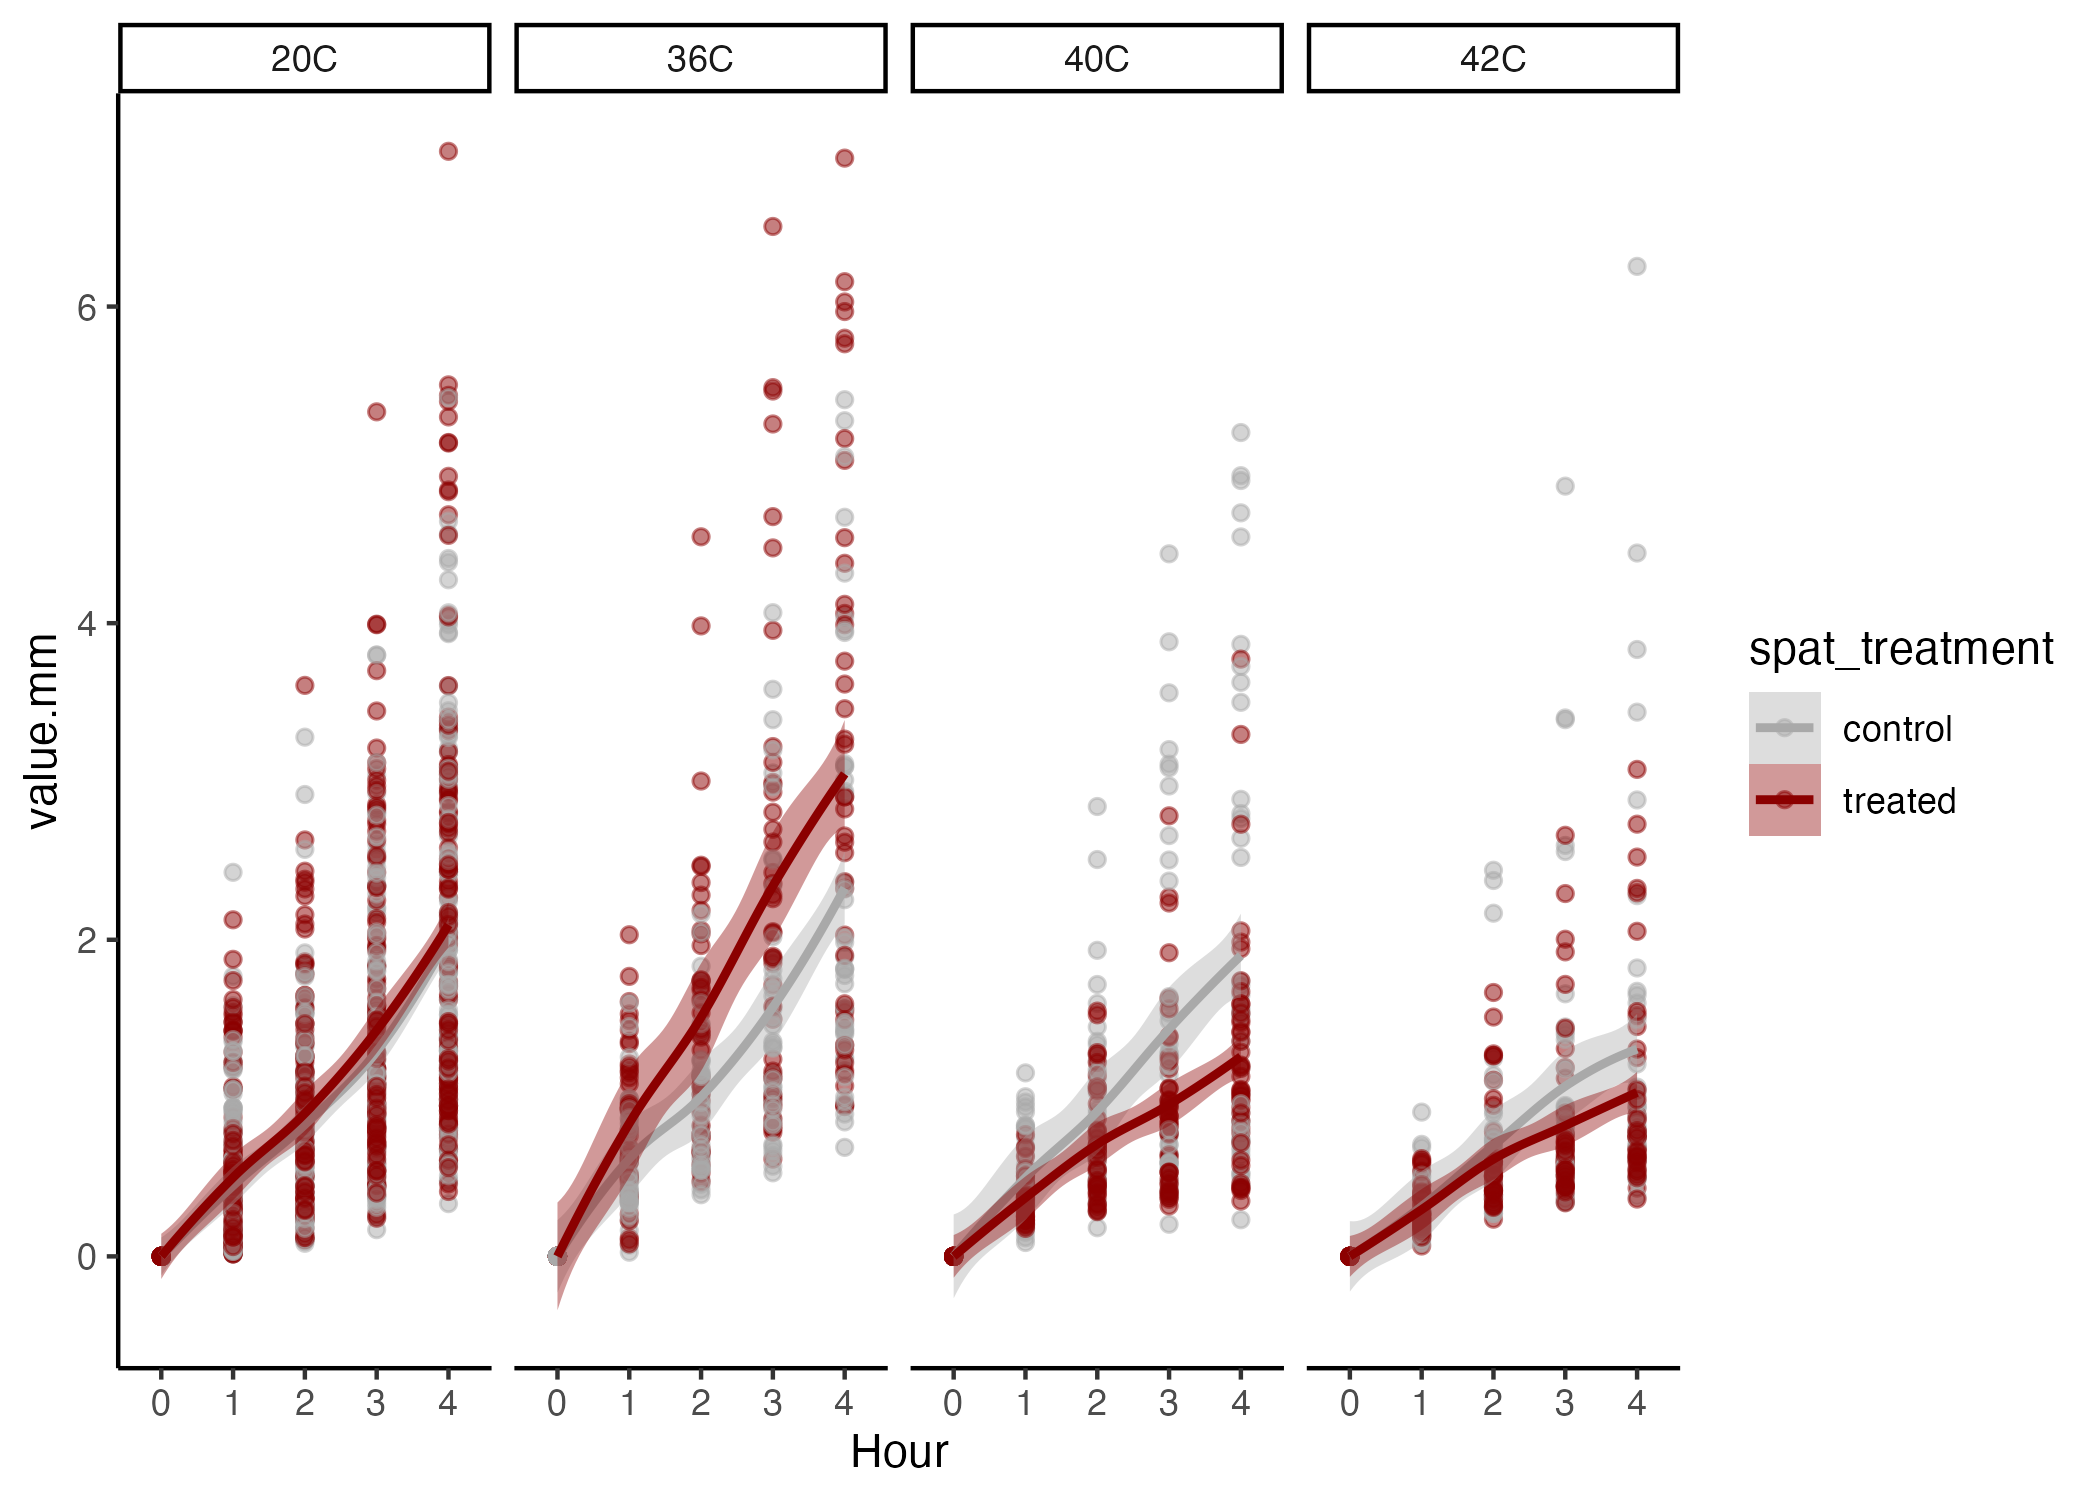 20C 36C 40C 42C
6
4
2
0
value.mm
0 1 2 3 4 0 1 2 3 4 0 1 2 3 4 0 1 2 3 4
Hour
spat_treatment
control
treated